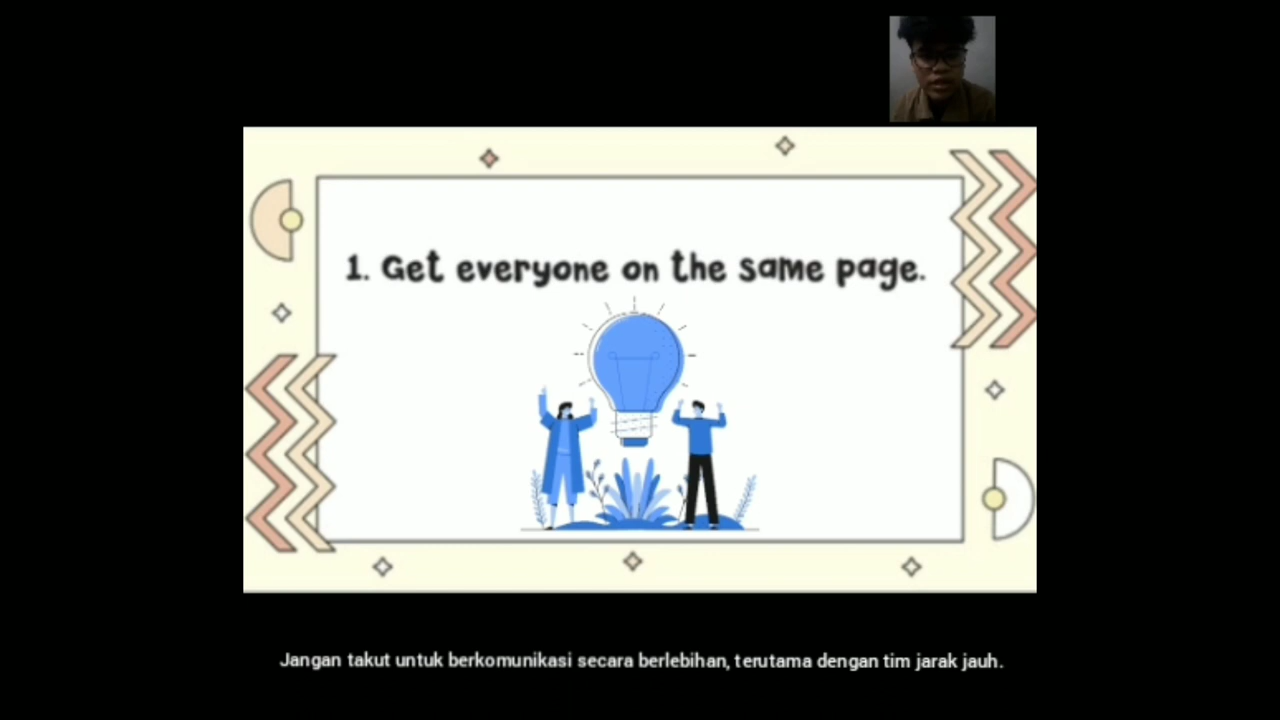 1. Get everyone on the same page.
Jangan takut untuk berkomunikasi secara berlebihan, terutama dengan tim jarak jauh.